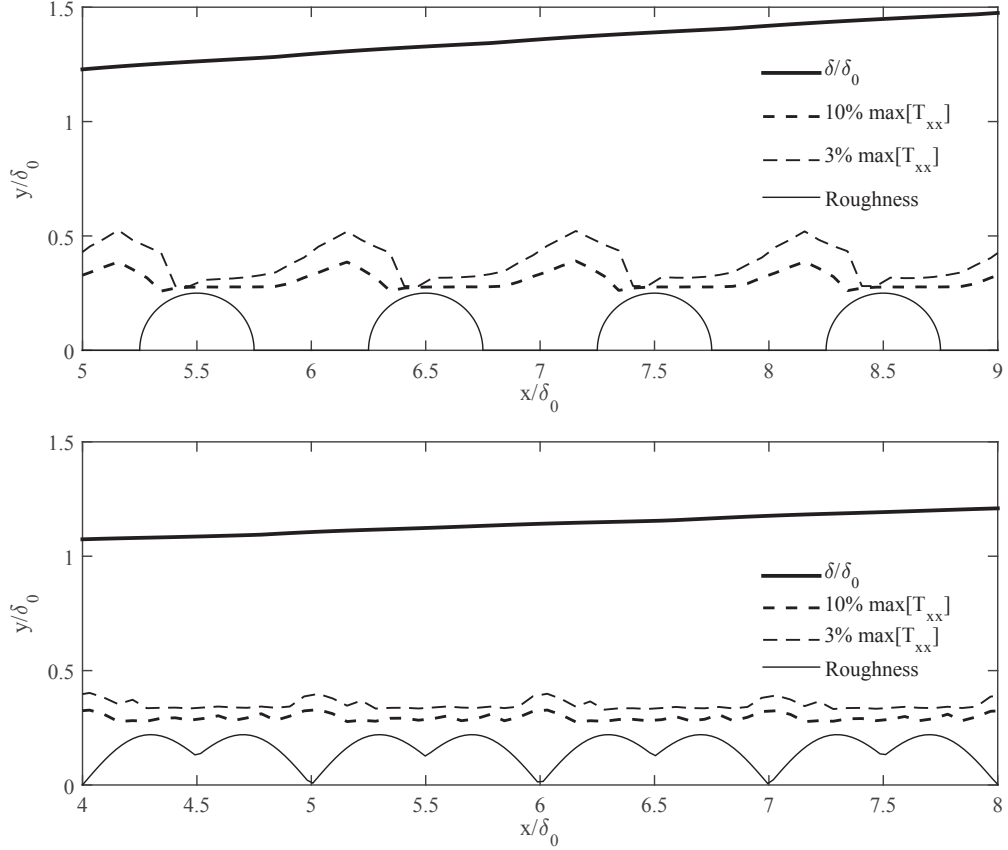 1.5
δ/δ0
10% max[Txx]
1
3% max[Txx]
y/δ0
Roughness
0.5
0
5 5.5 6 6.5 7 7.5 8 8.5 9
x/δ0
1.5
1
δ/δ0
10% max[Txx]
y/δ0
3% max[Txx]
0.5
Roughness
0
4 4.5 5 5.5 6 6.5 7 7.5 8
x/δ0